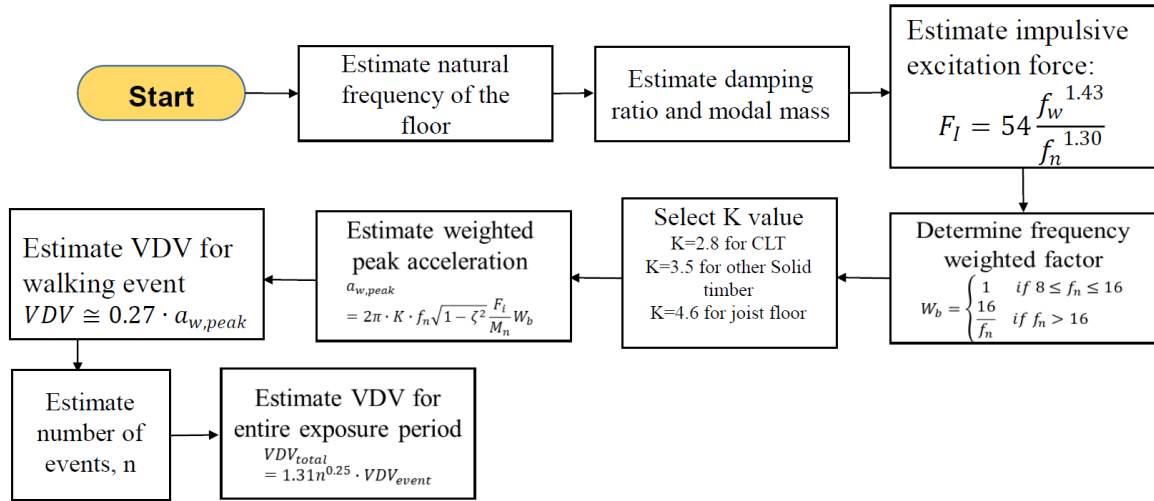 Start
Estimate natural
frequency of the
floor
Estimate damping
ratio and modal mass
Estimate impulsive
excitation force:
F_I = 54 f_w^1.43 / f_n^1.30
Determine frequency
weighted factor
W_b = { 1 if 8 ≤ f_n ≤ 16
16/f_n if f_n > 16
Select K value
K=2.8 for CLT
K=3.5 for other Solid
timber
K=4.6 for joist floor
Estimate weighted
peak acceleration
a_w,peak
= 2π · K · f_n √(1 − ζ^2) F_i/M_n W_b
Estimate VDV for
walking event
VDV ≅ 0.27 · a_w,peak
Estimate
number of
events, n
Estimate VDV for
entire exposure period
VDV_total
= 1.31n^0.25 · VDV_event